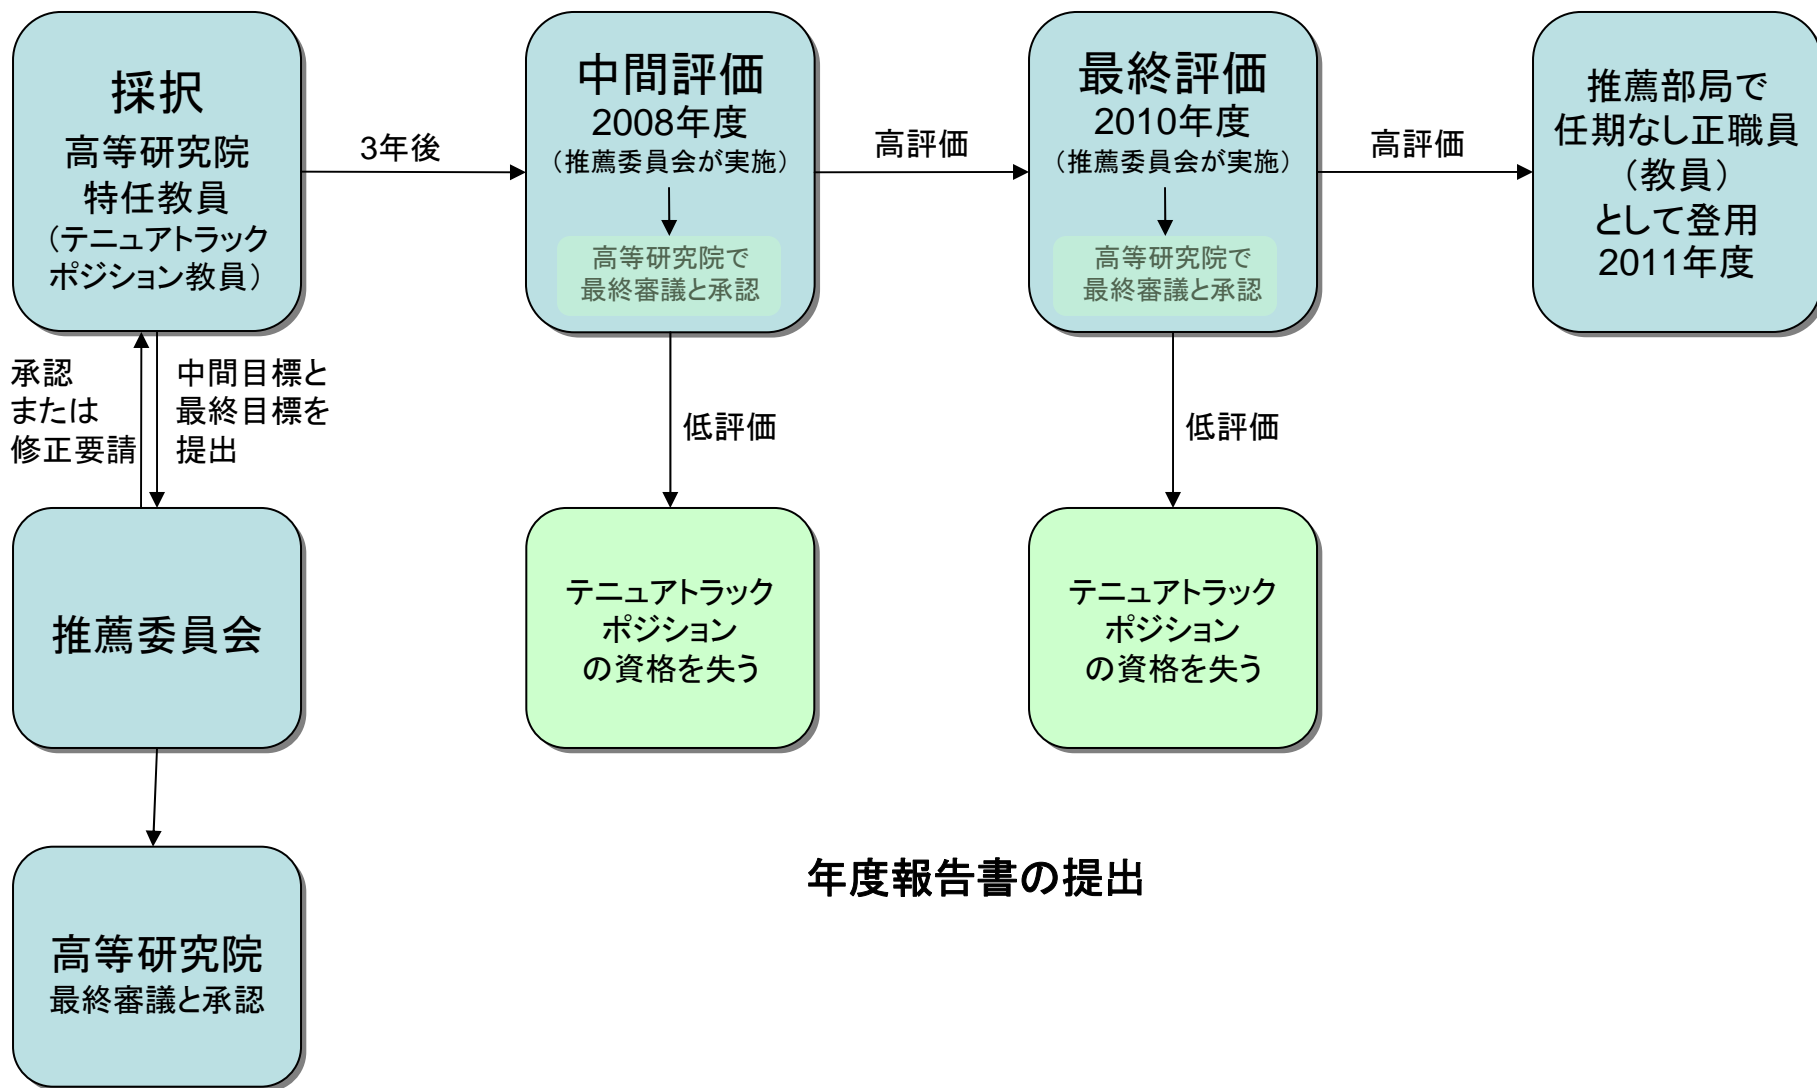 採択
高等研究院
特任教員
（テニュアトラック
ポジション教員）
3年後
中間評価
2008年度
（推薦委員会が実施）
高等研究院で
最終審議と承認
高評価
最終評価
2010年度
（推薦委員会が実施）
高等研究院で
最終審議と承認
高評価
推薦部局で
任期なし正職員
（教員）
として登用
2011年度
承認
または
修正要請
中間目標と
最終目標を
提出
低評価
低評価
推薦委員会
テニュアトラック
ポジション
の資格を失う
テニュアトラック
ポジション
の資格を失う
年度報告書の提出
高等研究院
最終審議と承認